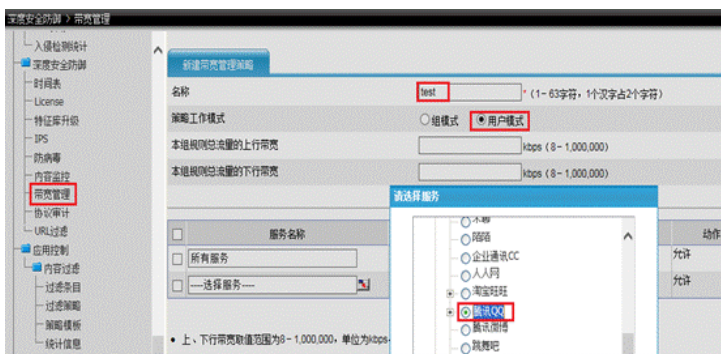 深度安全防御 > 带宽管理
入侵检测统计
深度安全防御
时间表
License
特征库升级
IPS
防病毒
内容监控
带宽管理
协议审计
URL过滤
应用控制
内容过滤
过滤条目
过滤策略
策略模板
统计信息
新建带宽管理策略
名称 test * (1- 63字符,1个汉字占2个字符)
策略工作模式 组模式 用户模式
本组规则总流量的上行带宽 kbps (8- 1,000,000)
本组规则总流量的下行带宽 kbps (8- 1,000,000)
请选择服务
服务名称 动作
所有服务 允许
----选择服务---- 允许
陌陌
企业通讯CC
人人网
淘宝旺旺
腾讯QQ
腾讯微博
跳舞吧
• 上、下行带宽取值范围为8- 1,000,000,单位为kbps